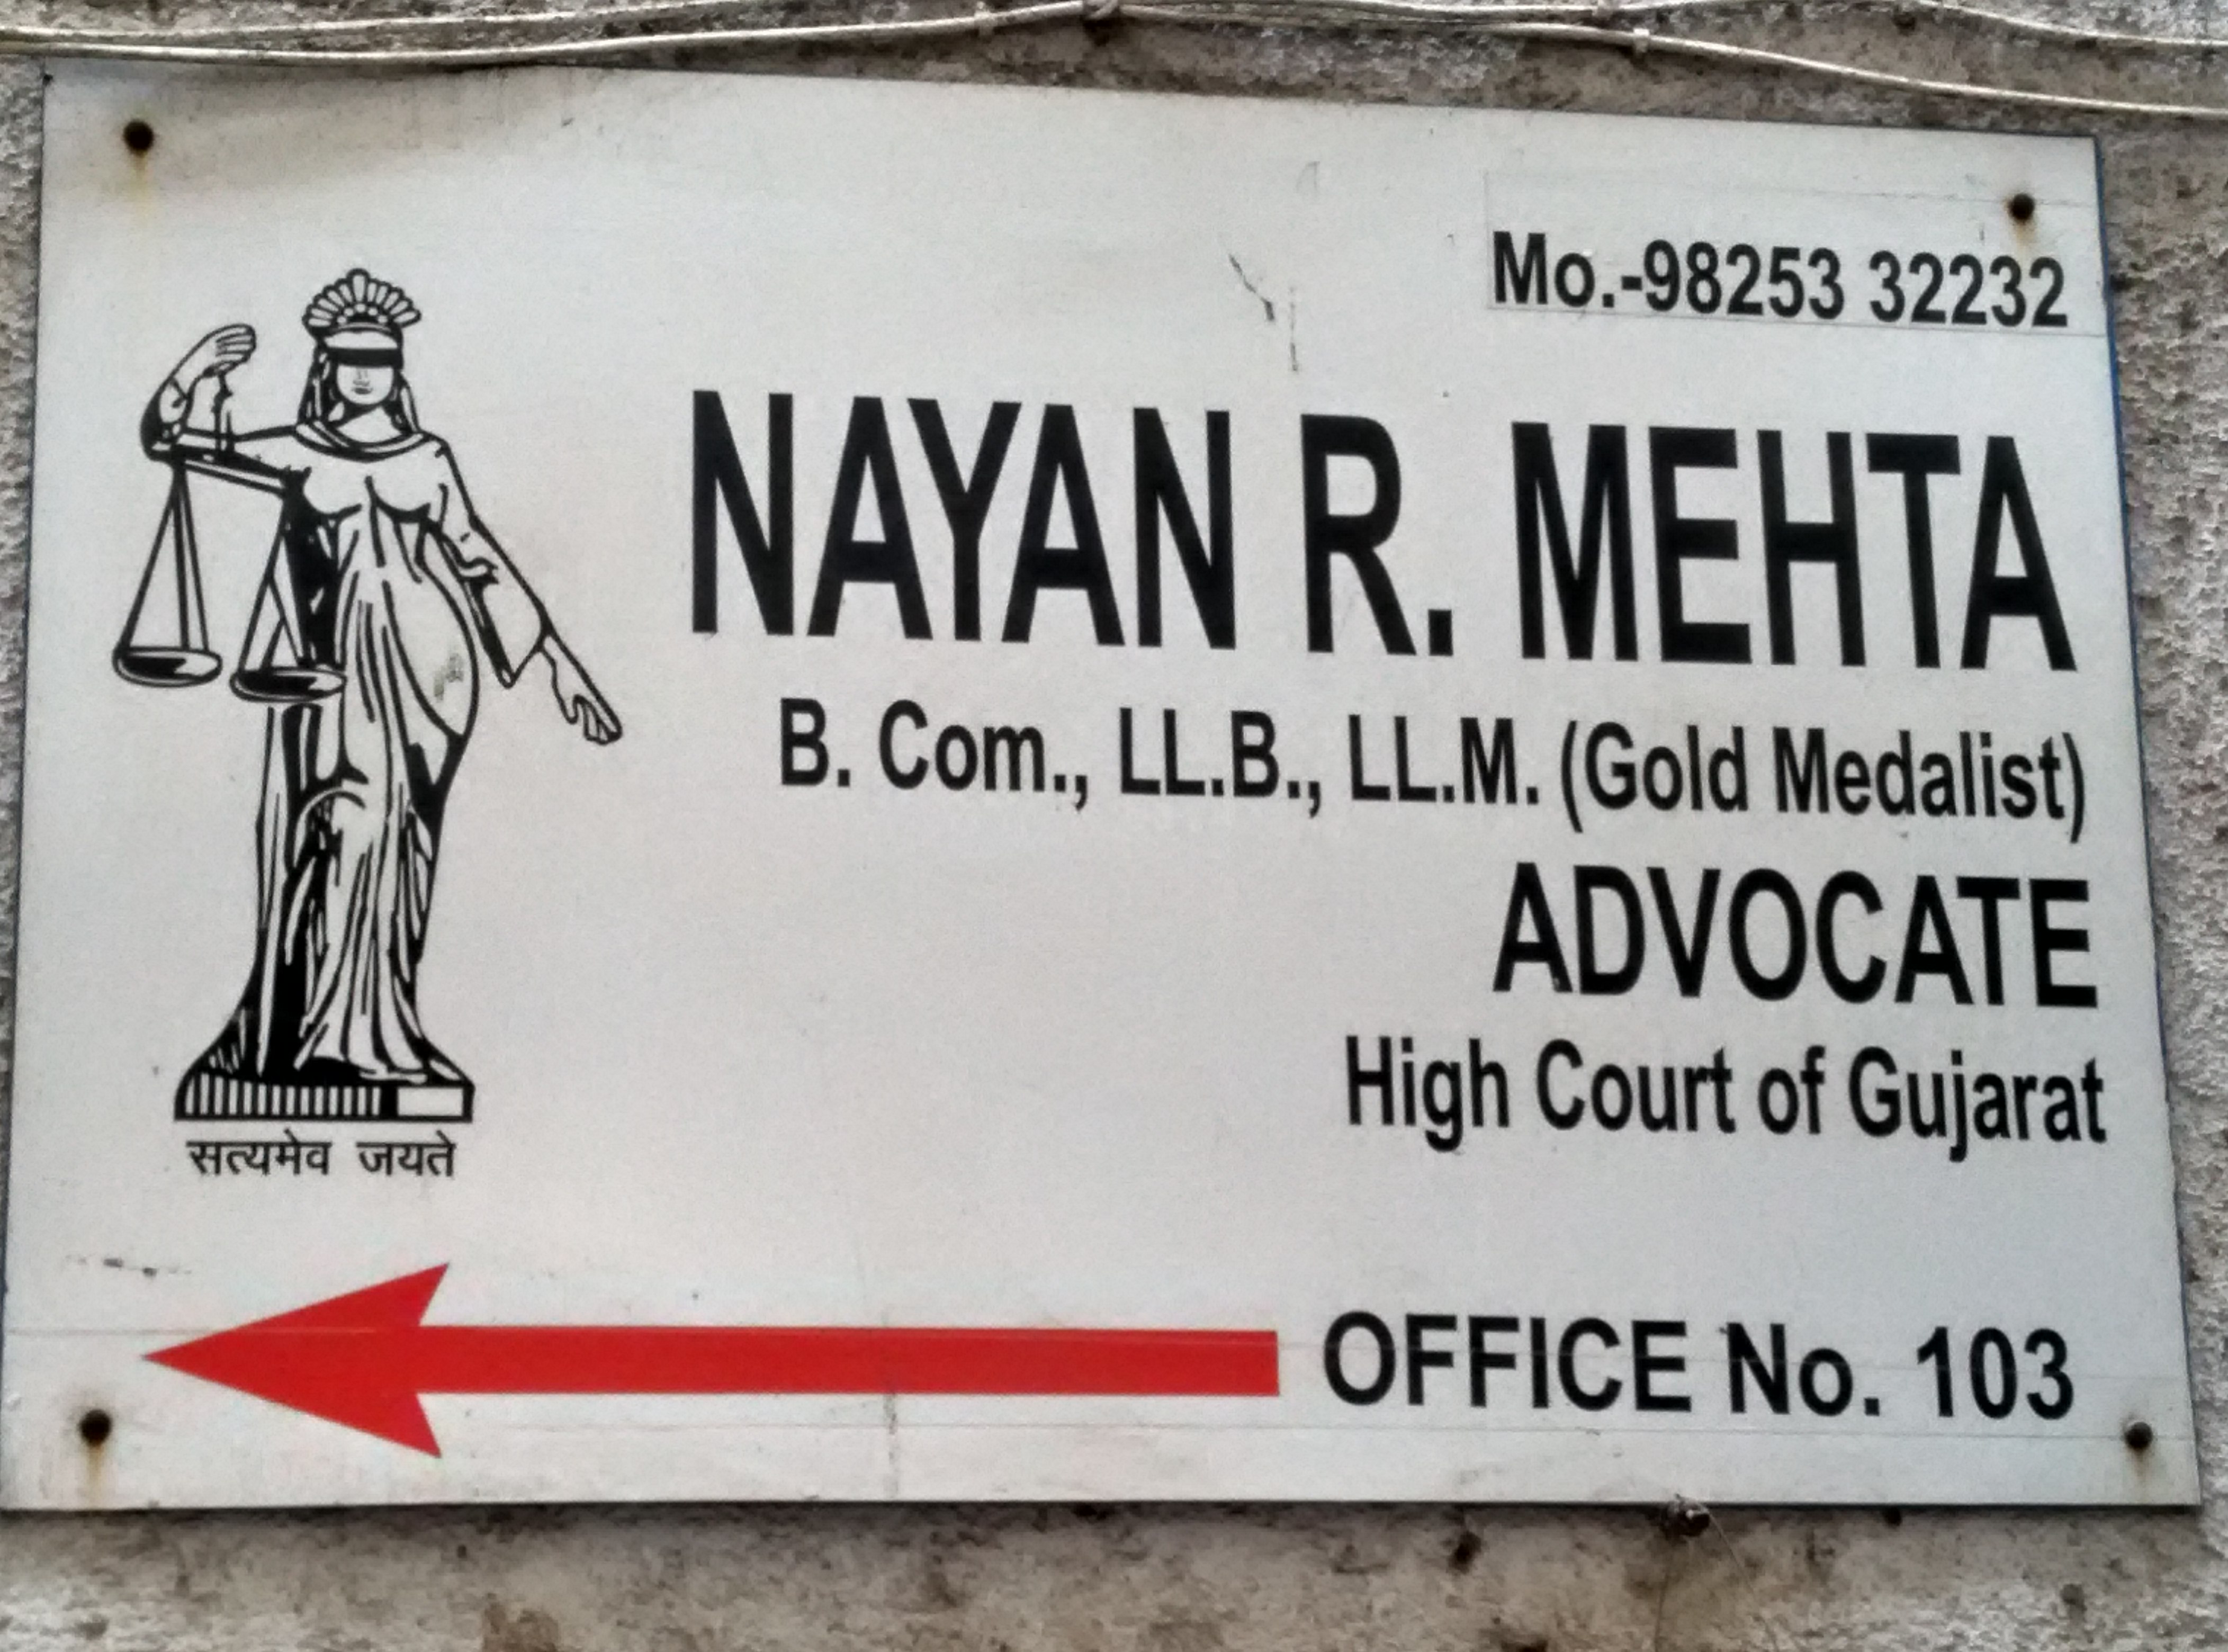 Mo.-98253 32232
NAYAN R. MEHTA
B. Com., LL.B., LL.M. (Gold Medalist)
ADVOCATE
High Court of Gujarat
सत्यमेव जयते
OFFICE No. 103